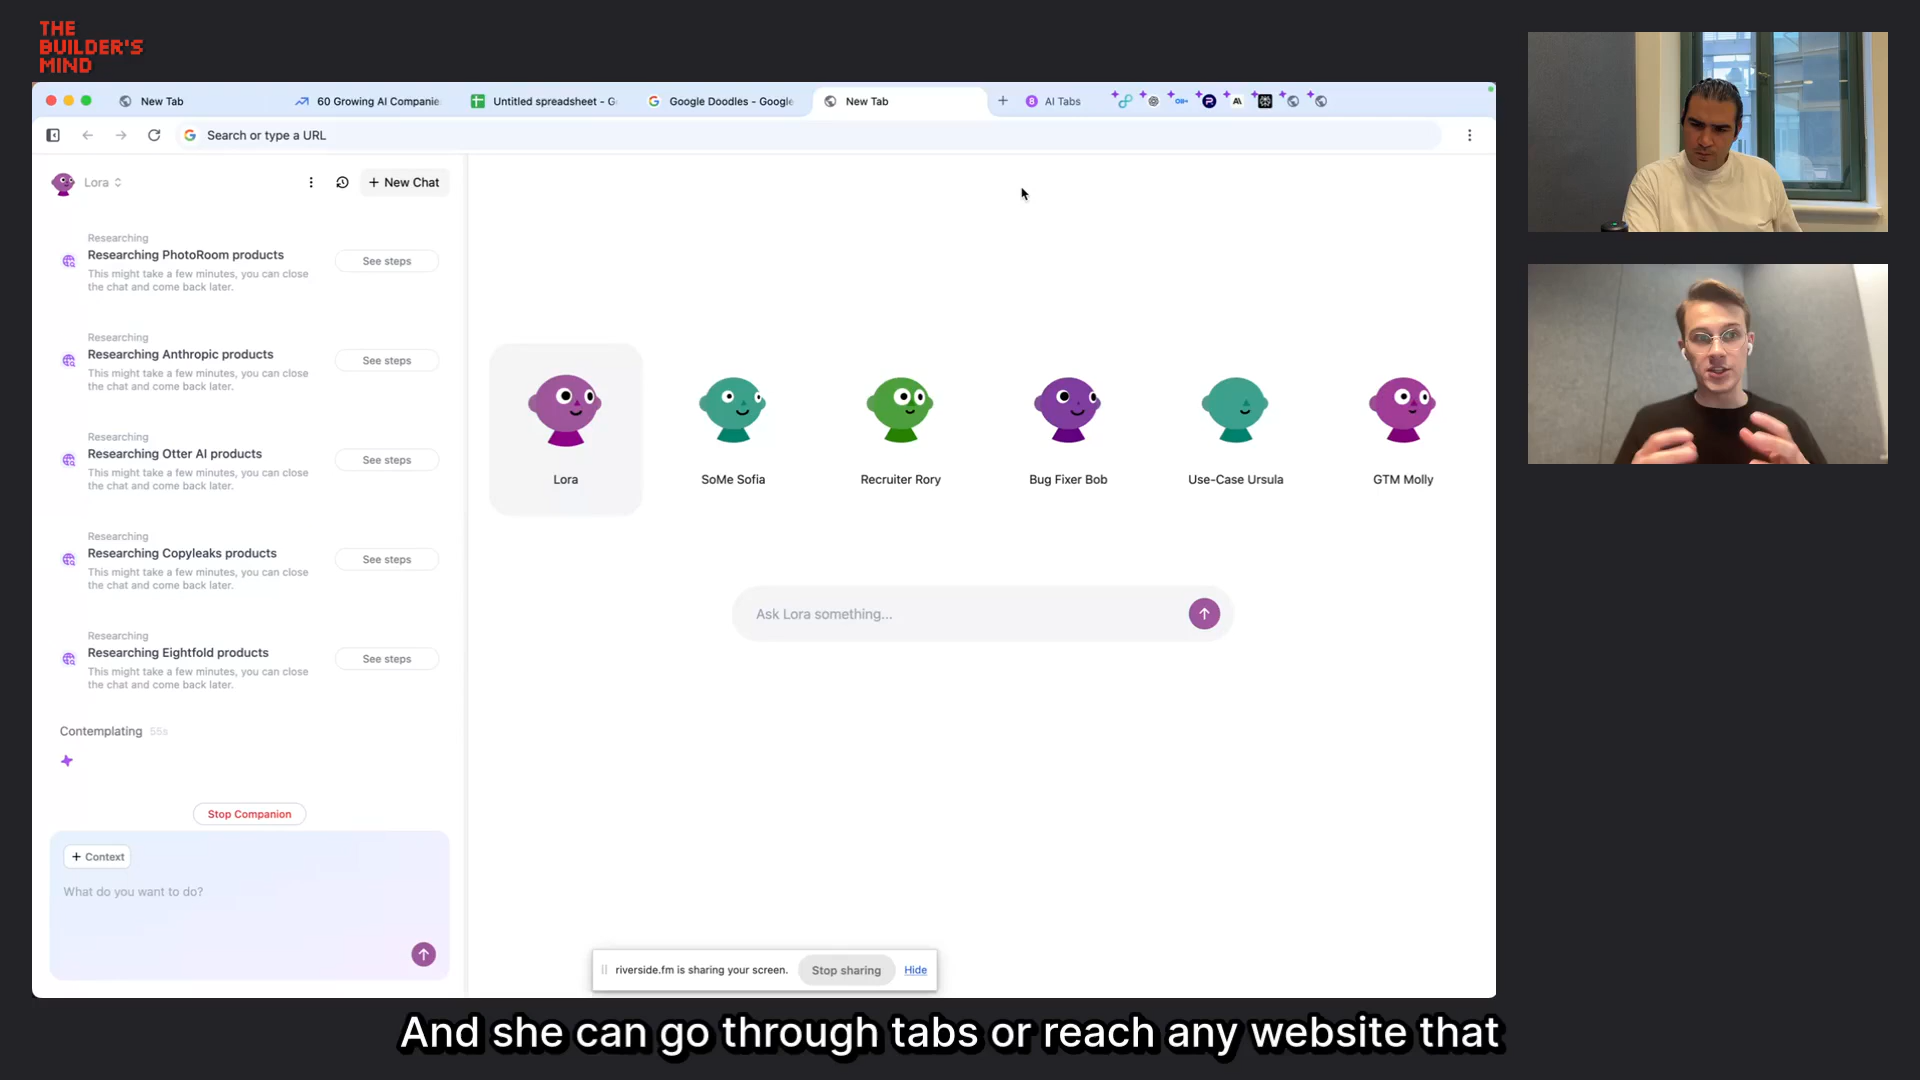 THE
BUILDER'S
MIND
New Tab
60 Growing AI Companie
Untitled spreadsheet - G
Google Doodles - Google
New Tab
AI Tabs
Search or type a URL
Lora
+ New Chat
Researching
Researching PhotoRoom products
This might take a few minutes, you can close
the chat and come back later.
See steps
Researching
Researching Anthropic products
This might take a few minutes, you can close
the chat and come back later.
See steps
Researching
Researching Otter AI products
This might take a few minutes, you can close
the chat and come back later.
See steps
Researching
Researching Copyleaks products
This might take a few minutes, you can close
the chat and come back later.
See steps
Researching
Researching Eightfold products
This might take a few minutes, you can close
the chat and come back later.
See steps
Contemplating 55s
Stop Companion
+ Context
What do you want to do?
Lora
SoMe Sofia
Recruiter Rory
Bug Fixer Bob
Use-Case Ursula
GTM Molly
Ask Lora something...
riverside.fm is sharing your screen.
Stop sharing
Hide
And she can go through tabs or reach any website that